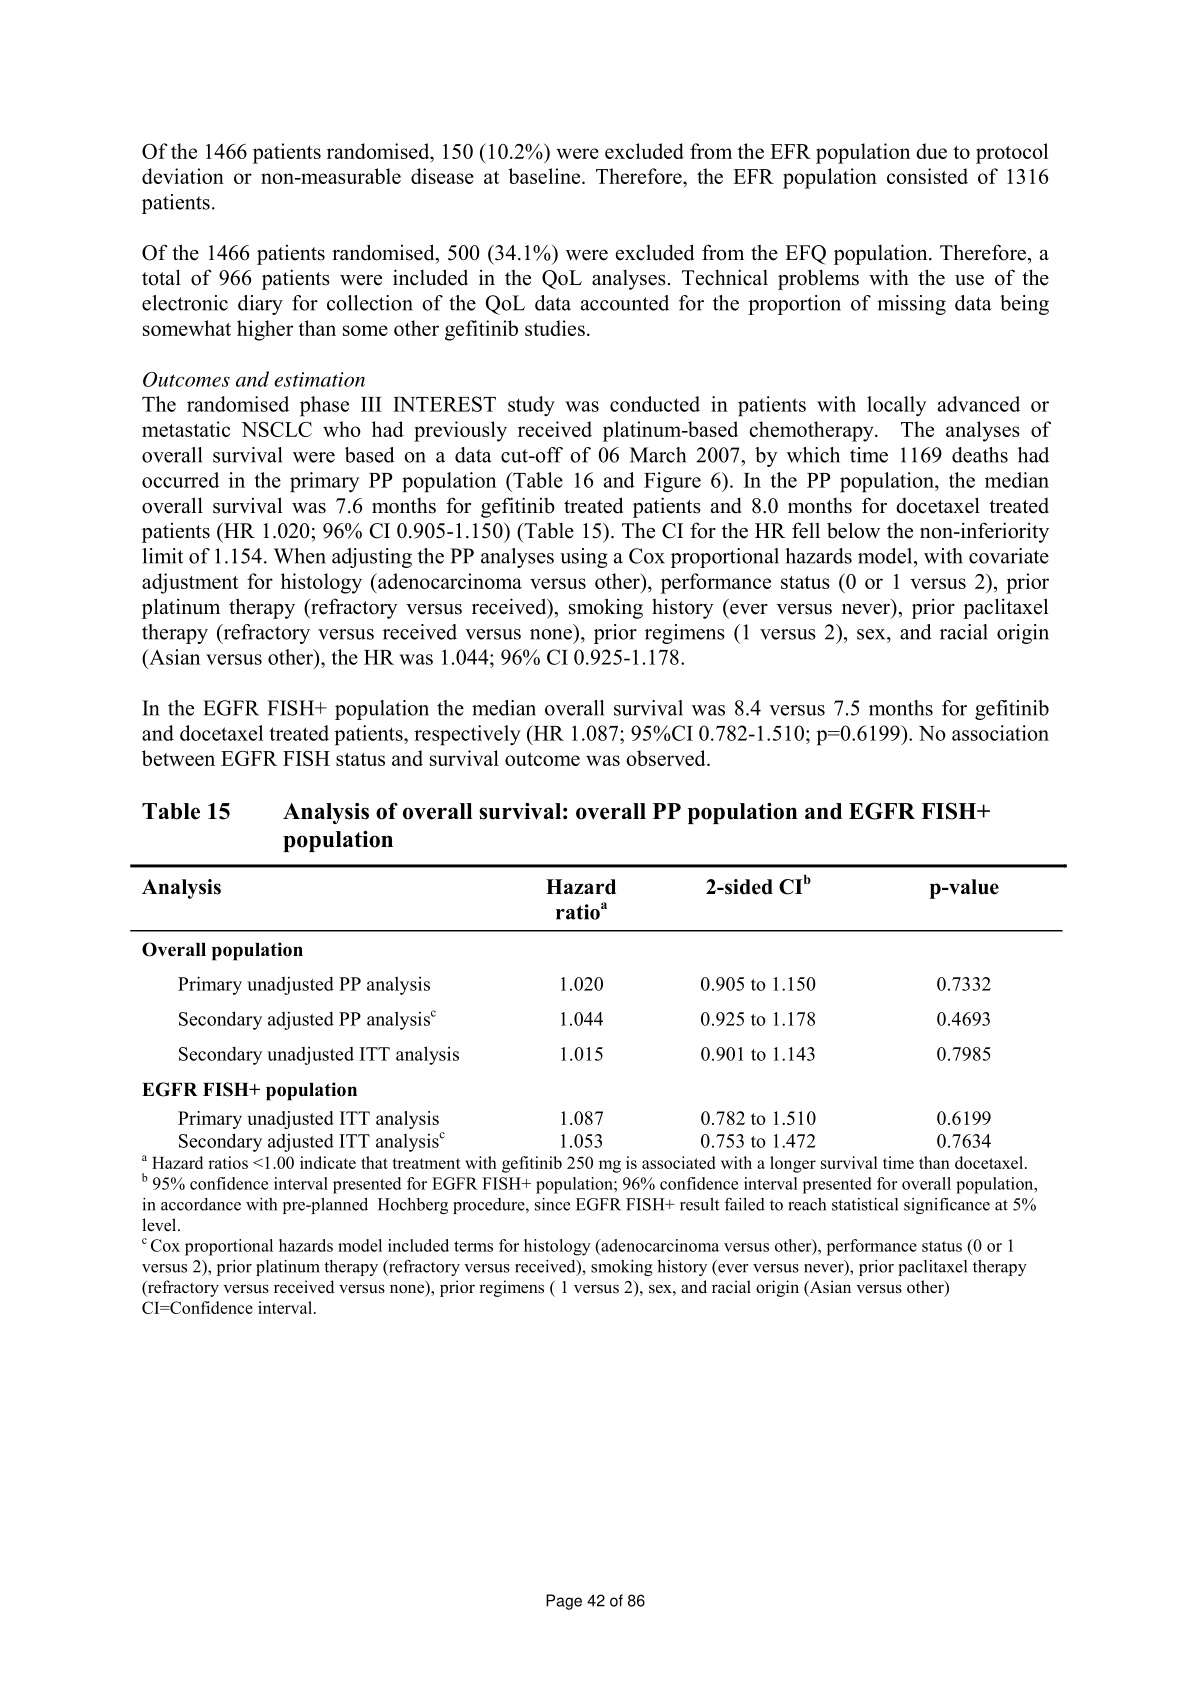 Of the 1466 patients randomised, 150 (10.2%) were excluded from the EFR population due to protocol
deviation or non-measurable disease at baseline. Therefore, the EFR population consisted of 1316
patients.
Of the 1466 patients randomised, 500 (34.1%) were excluded from the EFQ population. Therefore, a
total of 966 patients were included in the QoL analyses. Technical problems with the use of the
electronic diary for collection of the QoL data accounted for the proportion of missing data being
somewhat higher than some other gefitinib studies.
Outcomes and estimation
The randomised phase III INTEREST study was conducted in patients with locally advanced or
metastatic NSCLC who had previously received platinum-based chemotherapy. The analyses of
overall survival were based on a data cut-off of 06 March 2007, by which time 1169 deaths had
occurred in the primary PP population (Table 16 and Figure 6). In the PP population, the median
overall survival was 7.6 months for gefitinib treated patients and 8.0 months for docetaxel treated
patients (HR 1.020; 96% CI 0.905-1.150) (Table 15). The CI for the HR fell below the non-inferiority
limit of 1.154. When adjusting the PP analyses using a Cox proportional hazards model, with covariate
adjustment for histology (adenocarcinoma versus other), performance status (0 or 1 versus 2), prior
platinum therapy (refractory versus received), smoking history (ever versus never), prior paclitaxel
therapy (refractory versus received versus none), prior regimens (1 versus 2), sex, and racial origin
(Asian versus other), the HR was 1.044; 96% CI 0.925-1.178.
In the EGFR FISH+ population the median overall survival was 8.4 versus 7.5 months for gefitinib
and docetaxel treated patients, respectively (HR 1.087; 95%CI 0.782-1.510; p=0.6199). No association
between EGFR FISH status and survival outcome was observed.
Table 15 Analysis of overall survival: overall PP population and EGFR FISH+
population
Analysis Hazard 2-sided CIb p-value
ratioa
Overall population
Primary unadjusted PP analysis 1.020 0.905 to 1.150 0.7332
Secondary adjusted PP analysisc 1.044 0.925 to 1.178 0.4693
Secondary unadjusted ITT analysis 1.015 0.901 to 1.143 0.7985
EGFR FISH+ population
Primary unadjusted ITT analysis 1.087 0.782 to 1.510 0.6199
Secondary adjusted ITT analysisc 1.053 0.753 to 1.472 0.7634
a Hazard ratios <1.00 indicate that treatment with gefitinib 250 mg is associated with a longer survival time than docetaxel.
b 95% confidence interval presented for EGFR FISH+ population; 96% confidence interval presented for overall population,
in accordance with pre-planned Hochberg procedure, since EGFR FISH+ result failed to reach statistical significance at 5%
level.
c Cox proportional hazards model included terms for histology (adenocarcinoma versus other), performance status (0 or 1
versus 2), prior platinum therapy (refractory versus received), smoking history (ever versus never), prior paclitaxel therapy
(refractory versus received versus none), prior regimens ( 1 versus 2), sex, and racial origin (Asian versus other)
CI=Confidence interval.
Page 42 of 86